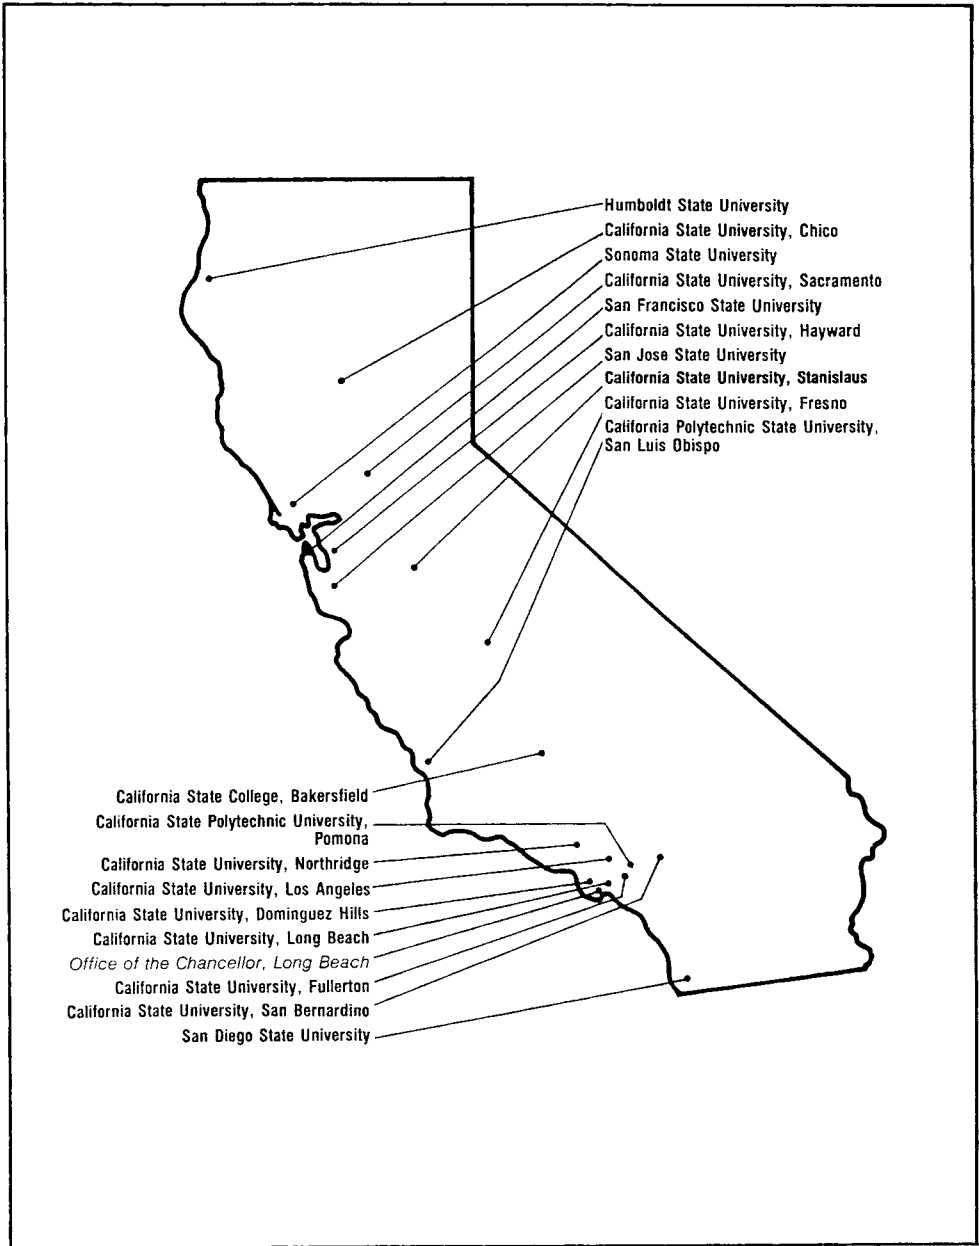 Humboldt State University
California State University, Chico
Sonoma State University
California State University, Sacramento
San Francisco State University
California State University, Hayward
San Jose State University
California State University, Stanislaus
California State University, Fresno
California Polytechnic State University,
San Luis Obispo
California State College, Bakersfield
California State Polytechnic University,
Pomona
California State University, Northridge
California State University, Los Angeles
California State University, Dominguez Hills
California State University, Long Beach
Office of the Chancellor, Long Beach
California State University, Fullerton
California State University, San Bernardino
San Diego State University